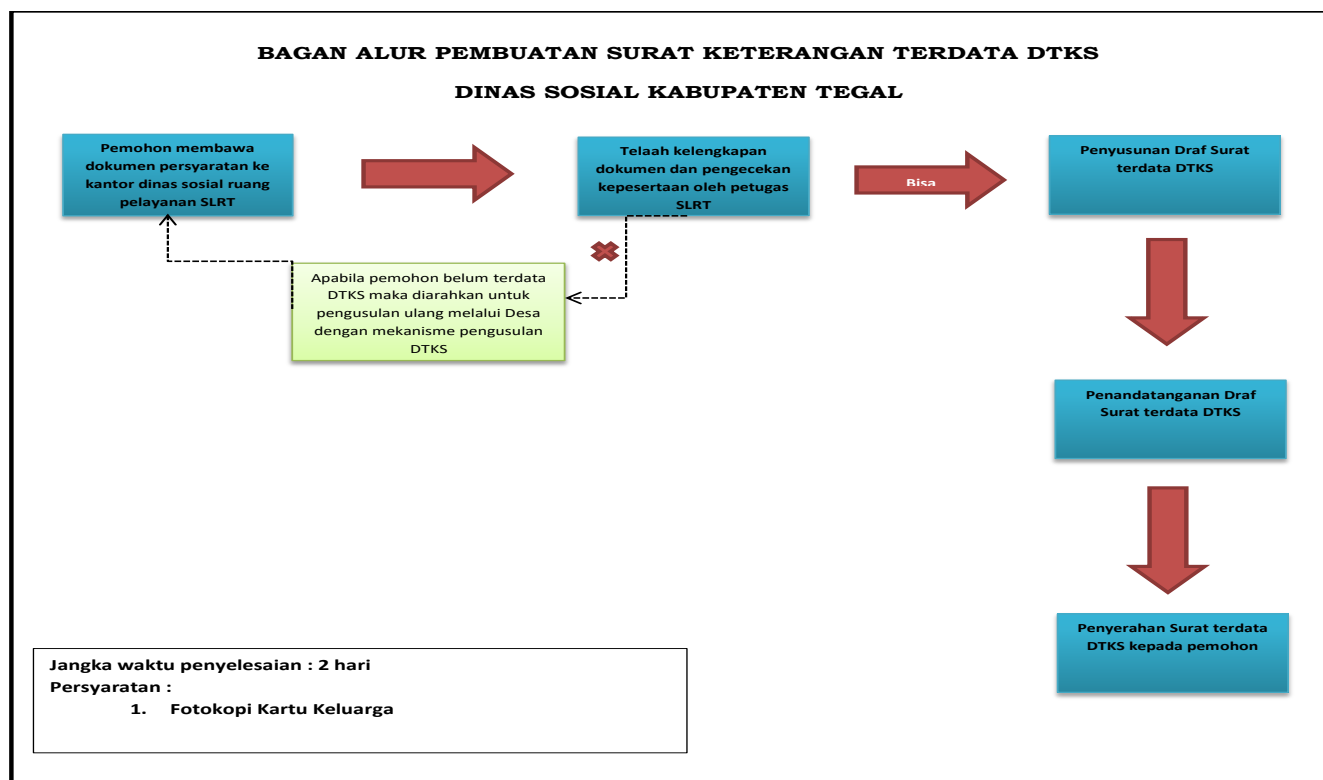 BAGAN ALUR PEMBUATAN SURAT KETERANGAN TERDATA DTKS
DINAS SOSIAL KABUPATEN TEGAL
Pemohon membawa
dokumen persyaratan ke
kantor dinas sosial ruang
pelayanan SLRT
Telaah kelengkapan
dokumen dan pengecekan
kepesertaan oleh petugas
SLRT
Bisa
Penyusunan Draf Surat
terdata DTKS
Apabila pemohon belum terdata
DTKS maka diarahkan untuk
pengusulan ulang melalui Desa
dengan mekanisme pengusulan
DTKS
Penandatanganan Draf
Surat terdata DTKS
Penyerahan Surat terdata
DTKS kepada pemohon
Jangka waktu penyelesaian : 2 hari
Persyaratan :
1. Fotokopi Kartu Keluarga